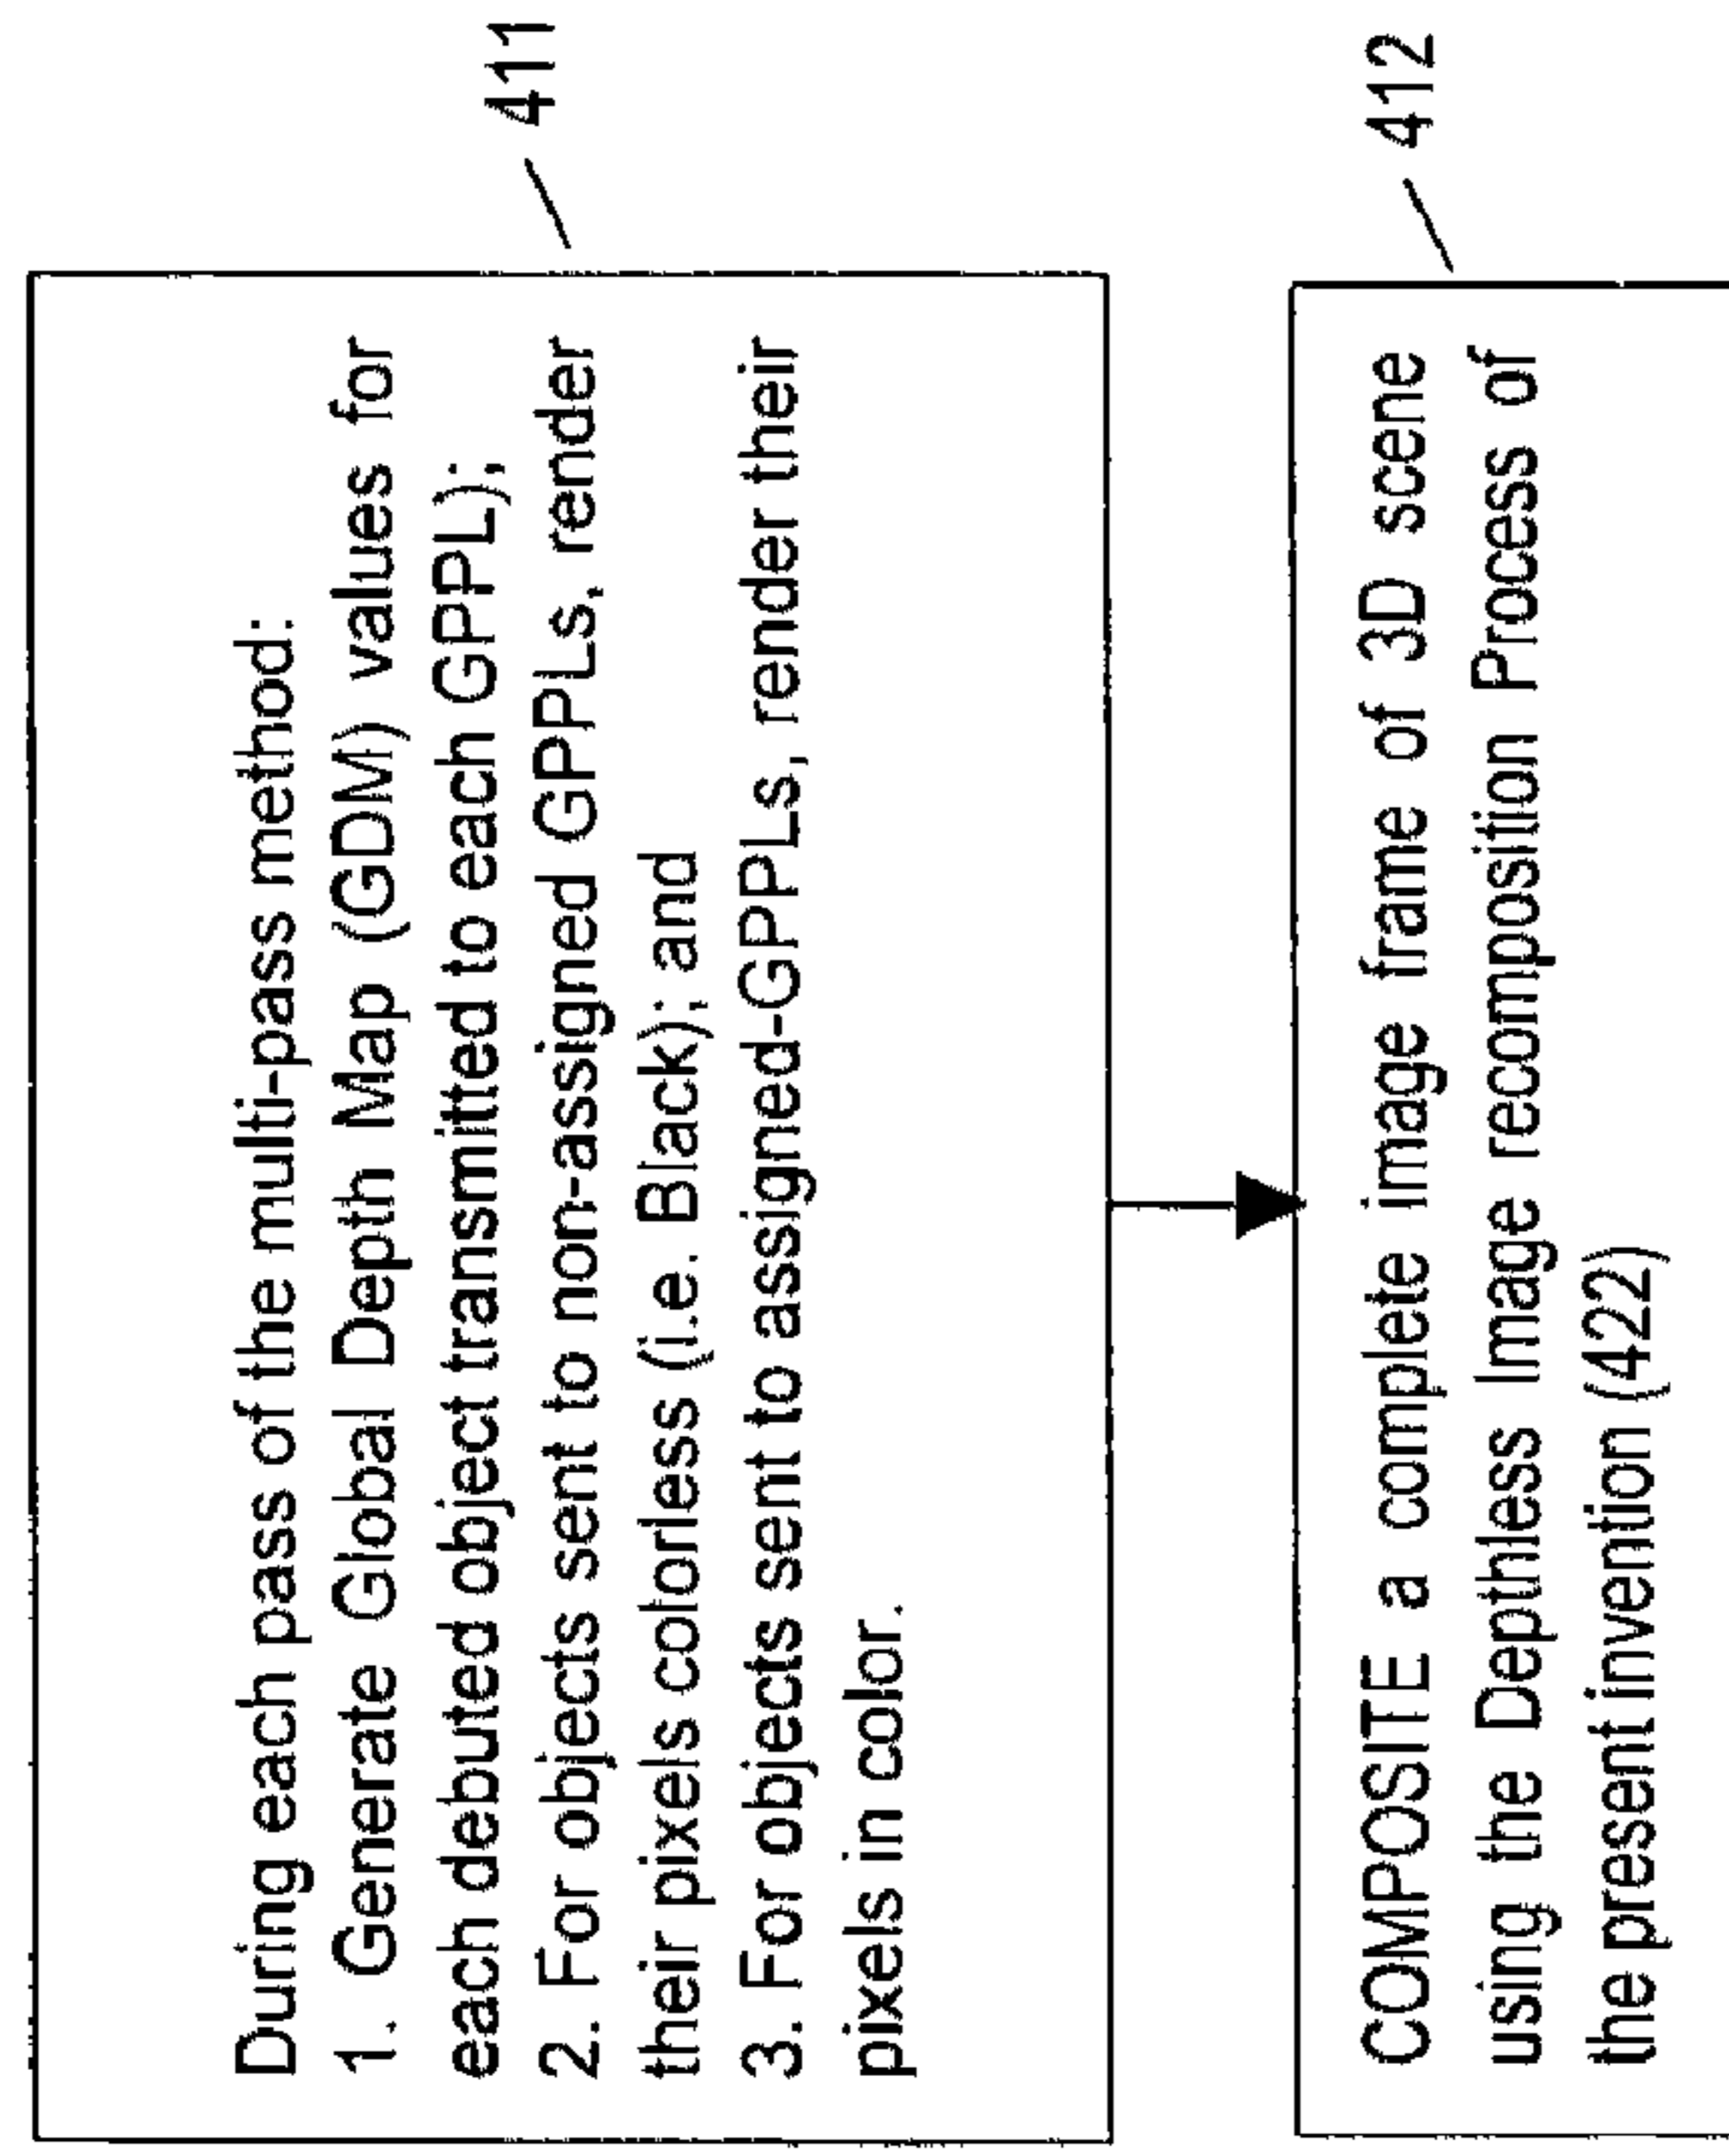 During each pass of the multi-pass method:
1. Generate Global Depth Map (GDM) values for
each debuted object transmitted to each GPPL);
2. For objects sent to non-assigned GPPLs, render
their pixels colorless (i.e. Black); and
3. For objects sent to assigned-GPPLs, render their
pixels in color.
411
COMPOSITE a complete image frame of 3D scene
using the Depthless Image recomposition Process of
the present invention (422)
412